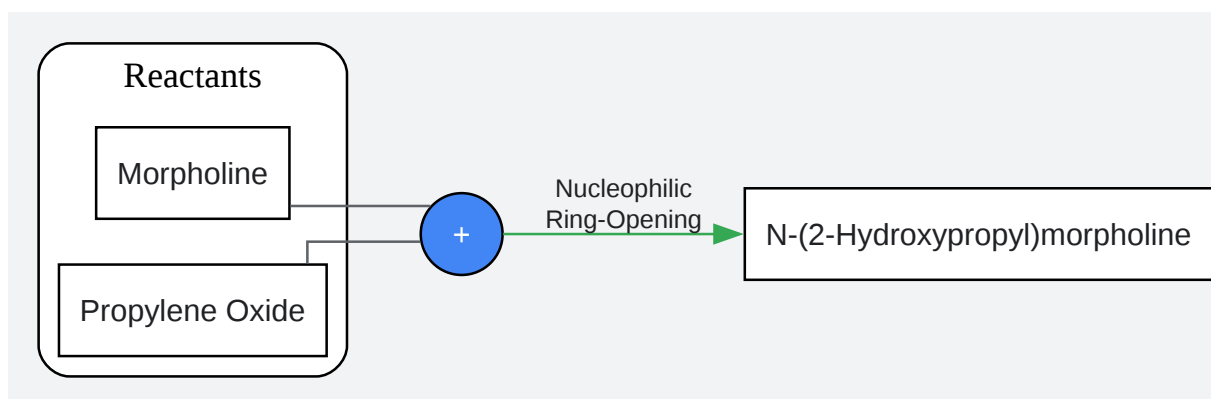 Reactants
Morpholine
Propylene Oxide
+
Nucleophilic
Ring-Opening
N-(2-Hydroxypropyl)morpholine